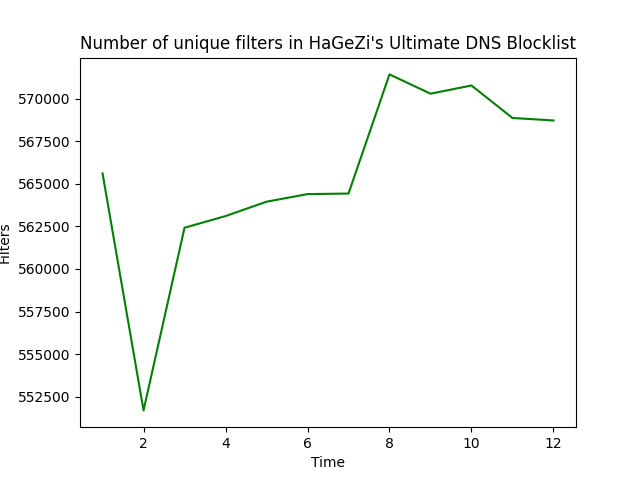 Number of unique filters in HaGeZi's Ultimate DNS Blocklist
570000
567500
565000
562500
560000
557500
555000
552500
Filters
2 4 6 8 10 12
Time